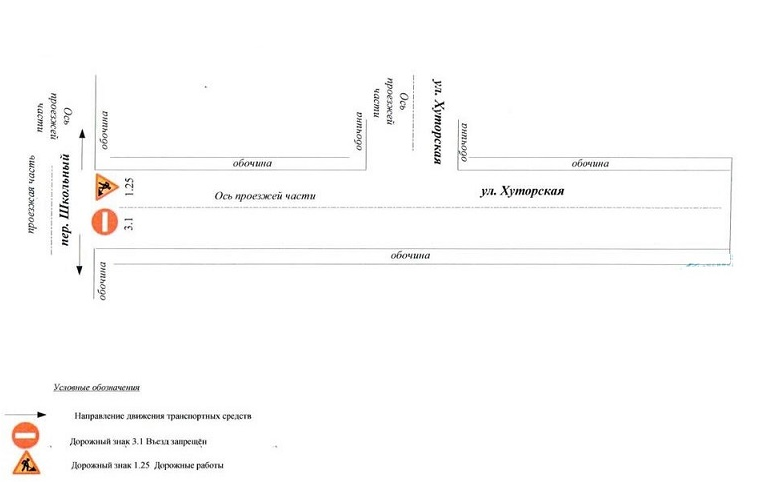 Ось
проезжей
части
обочина
проезжая часть
пер. Школьный
Ось
проезжей
части
обочина
ул. Хуторская
обочина
обочина
обочина
1.25
Ось проезжей части
ул. Хуторская
3.1
обочина
обочина
Условные обозначения
Направление движения транспортных средств
Дорожный знак 3.1 Въезд запрещён
Дорожный знак 1.25 Дорожные работы